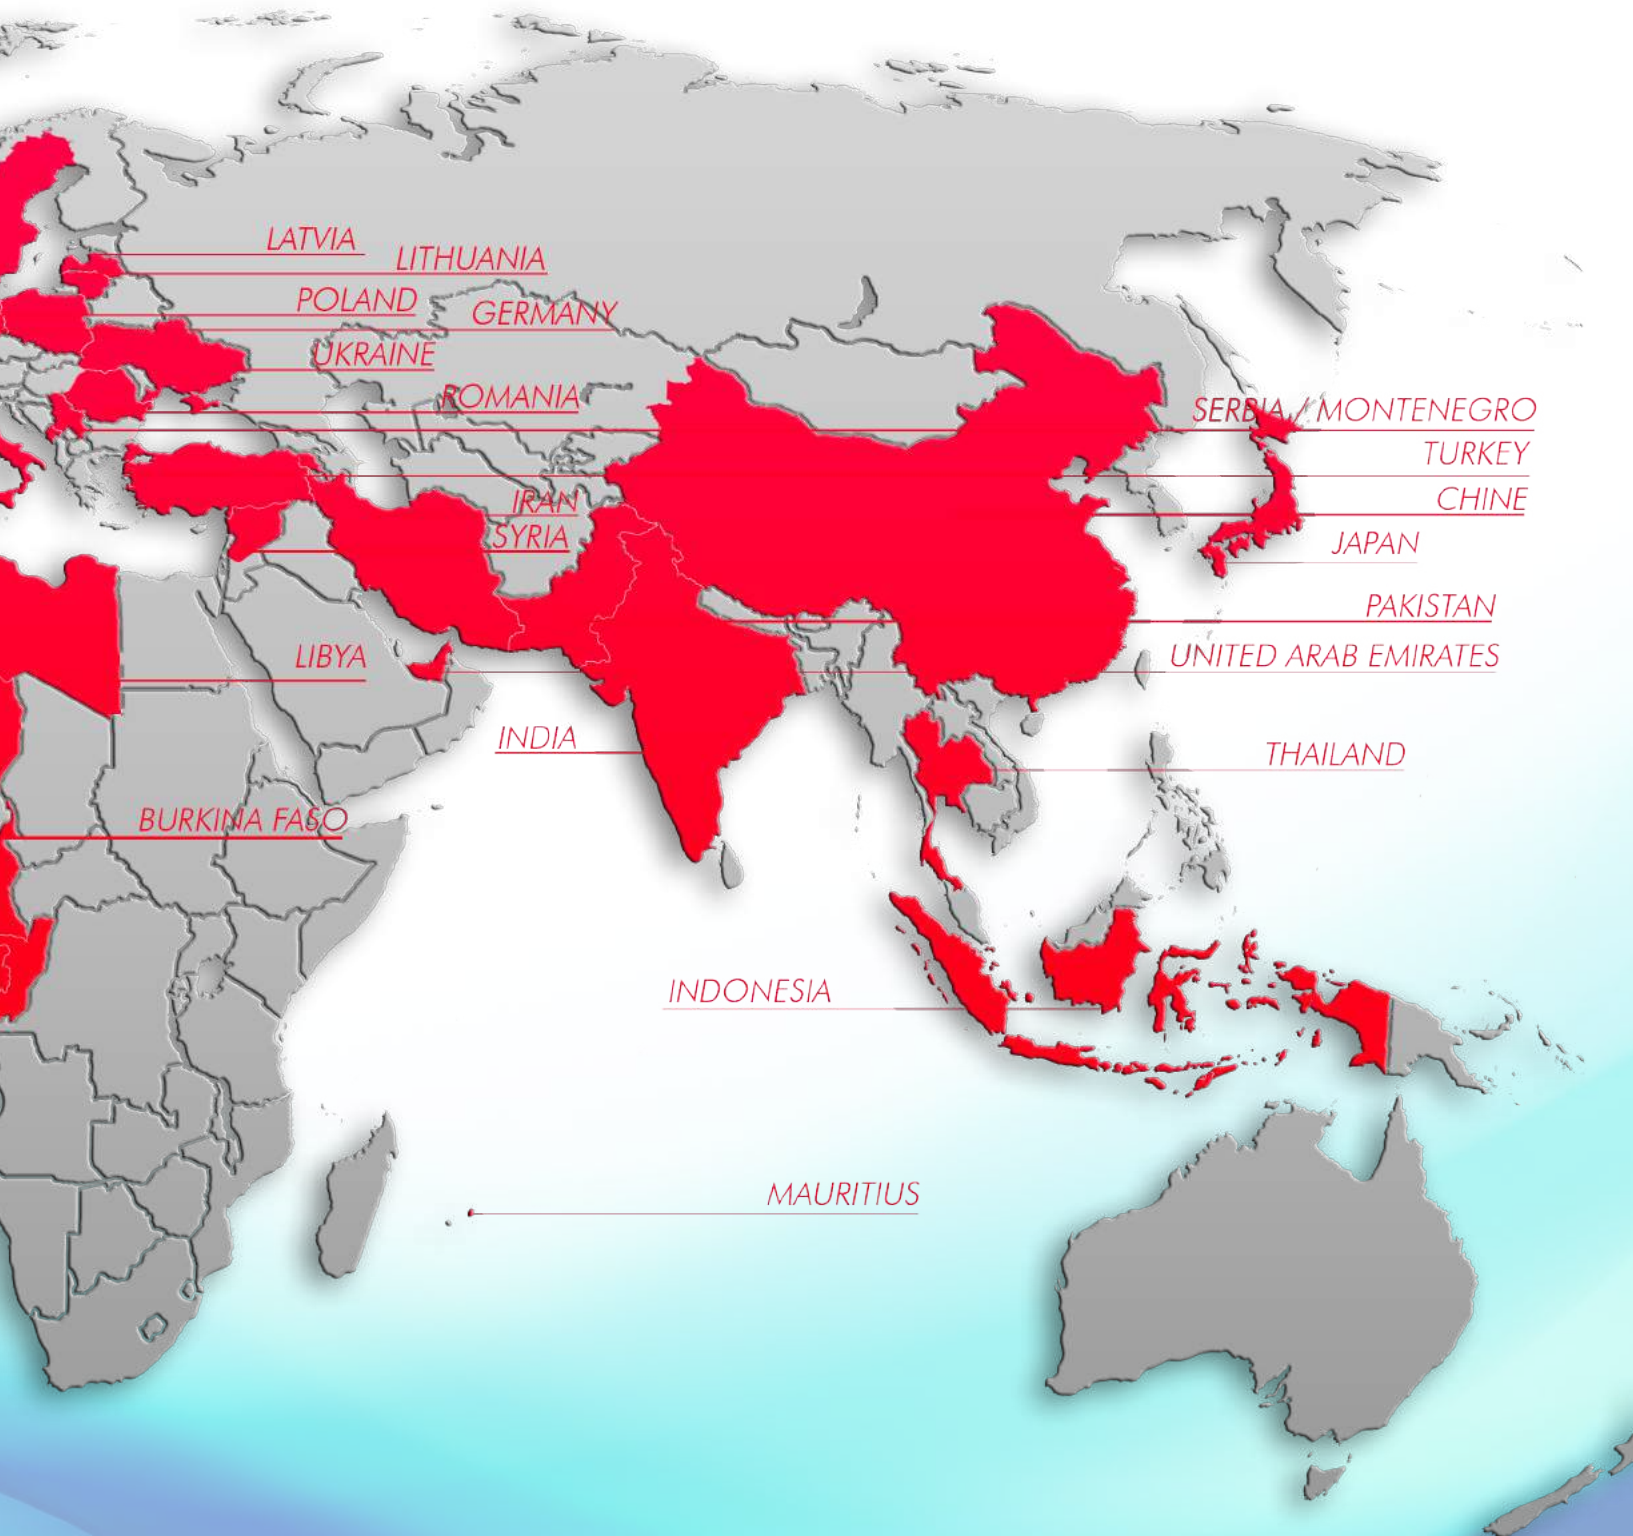 LATVIA
LITHUANIA
POLAND
GERMANY
UKRAINE
ROMANIA
SERBIA / MONTENEGRO
TURKEY
IRAN
CHINE
SYRIA
JAPAN
PAKISTAN
LIBYA
UNITED ARAB EMIRATES
INDIA
THAILAND
BURKINA FASO
INDONESIA
MAURITIUS